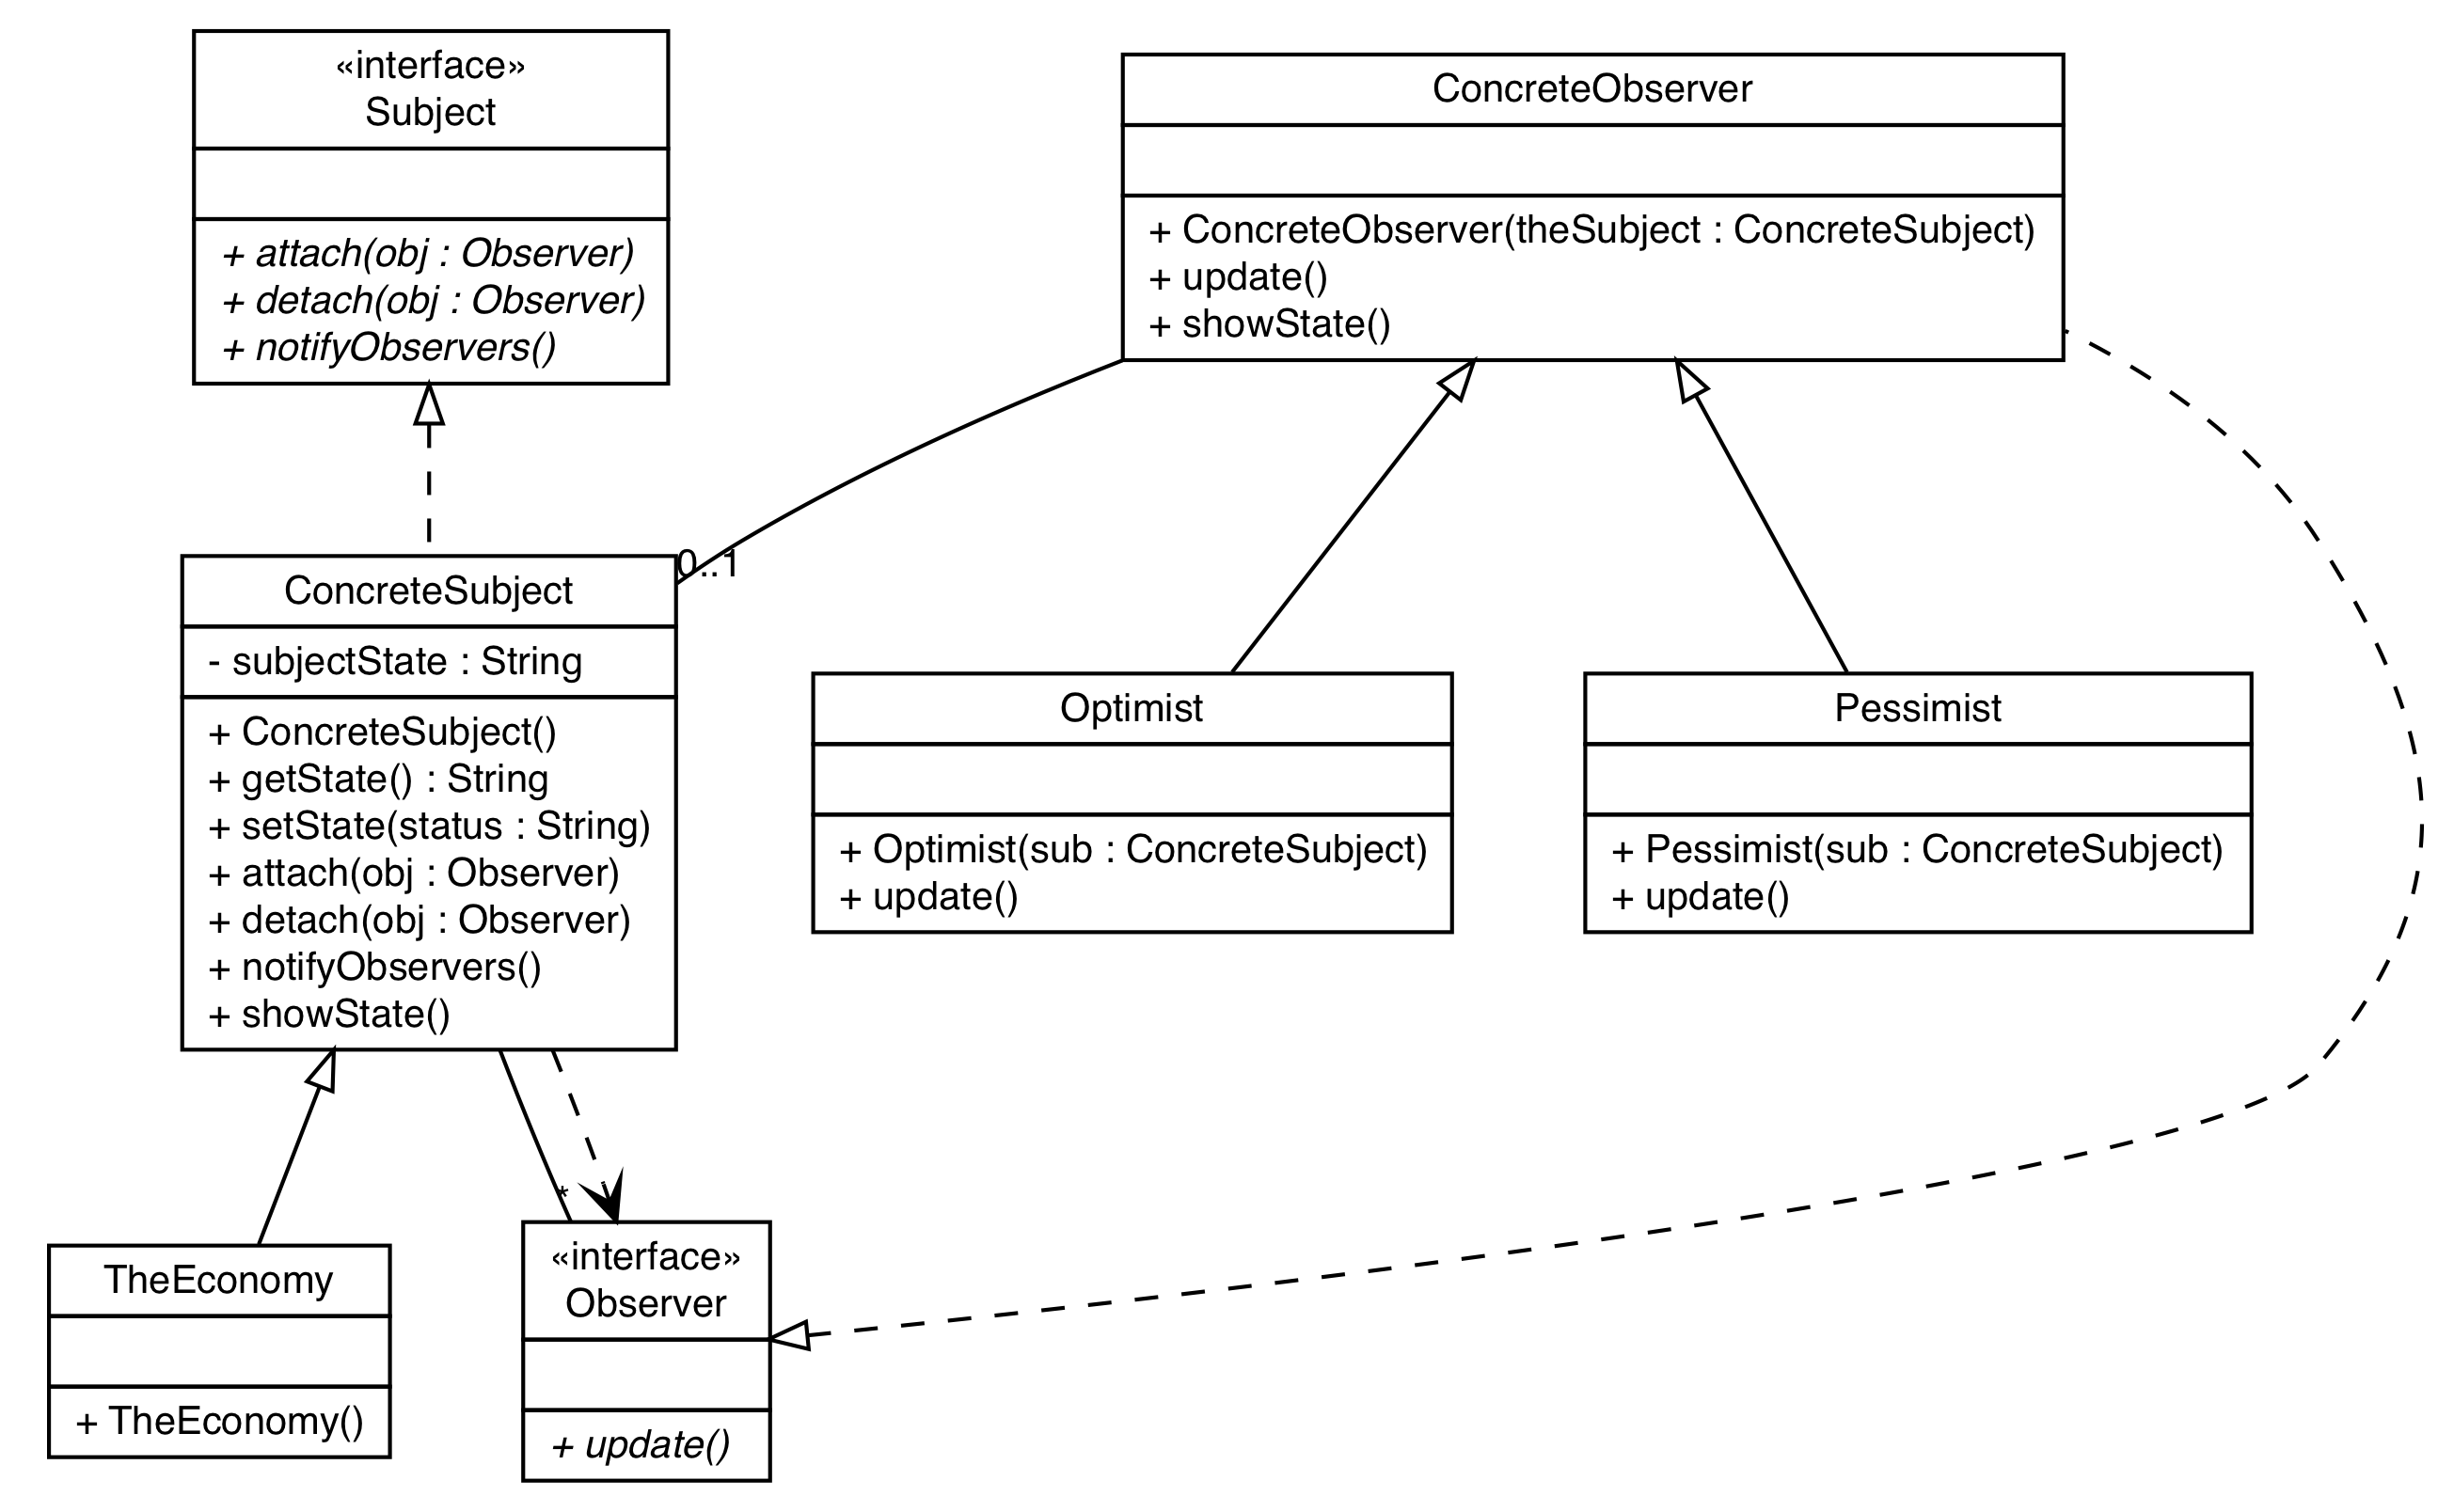 «interface»
Subject
+ attach(obj : Observer)
+ detach(obj : Observer)
+ notifyObservers()
ConcreteObserver
+ ConcreteObserver(theSubject : ConcreteSubject)
+ update()
+ showState()
0..1
ConcreteSubject
- subjectState : String
+ ConcreteSubject()
+ getState() : String
+ setState(status : String)
+ attach(obj : Observer)
+ detach(obj : Observer)
+ notifyObservers()
+ showState()
Optimist
+ Optimist(sub : ConcreteSubject)
+ update()
Pessimist
+ Pessimist(sub : ConcreteSubject)
+ update()
*
TheEconomy
+ TheEconomy()
«interface»
Observer
+ update()